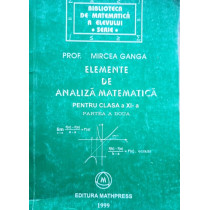 BIBLIOTECA
DE MATEMATICĂ
A ELEVULUI
SERIE
PROF. MIRCEA GANGA
ELEMENTE
DE
ANALIZĂ MATEMATICĂ
PENTRU CLASA a XI-a
PARTEA A II-A
EDITURA MATHPRESS
1999